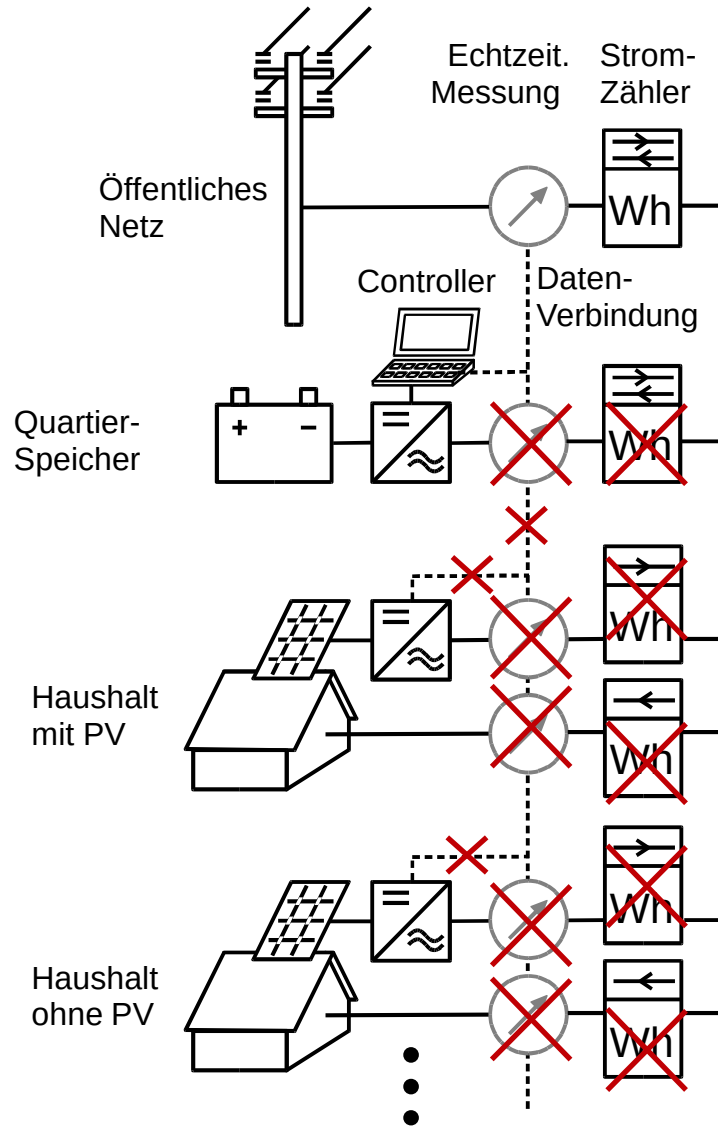 Echtzeit.
Messung
Strom-
Zähler
Öffentliches
Netz
Wh
Controller
Daten-
Verbindung
Quartier-
Speicher
+ −
Wh
Wh
Haushalt
mit PV
Wh
Wh
Haushalt
ohne PV
Wh